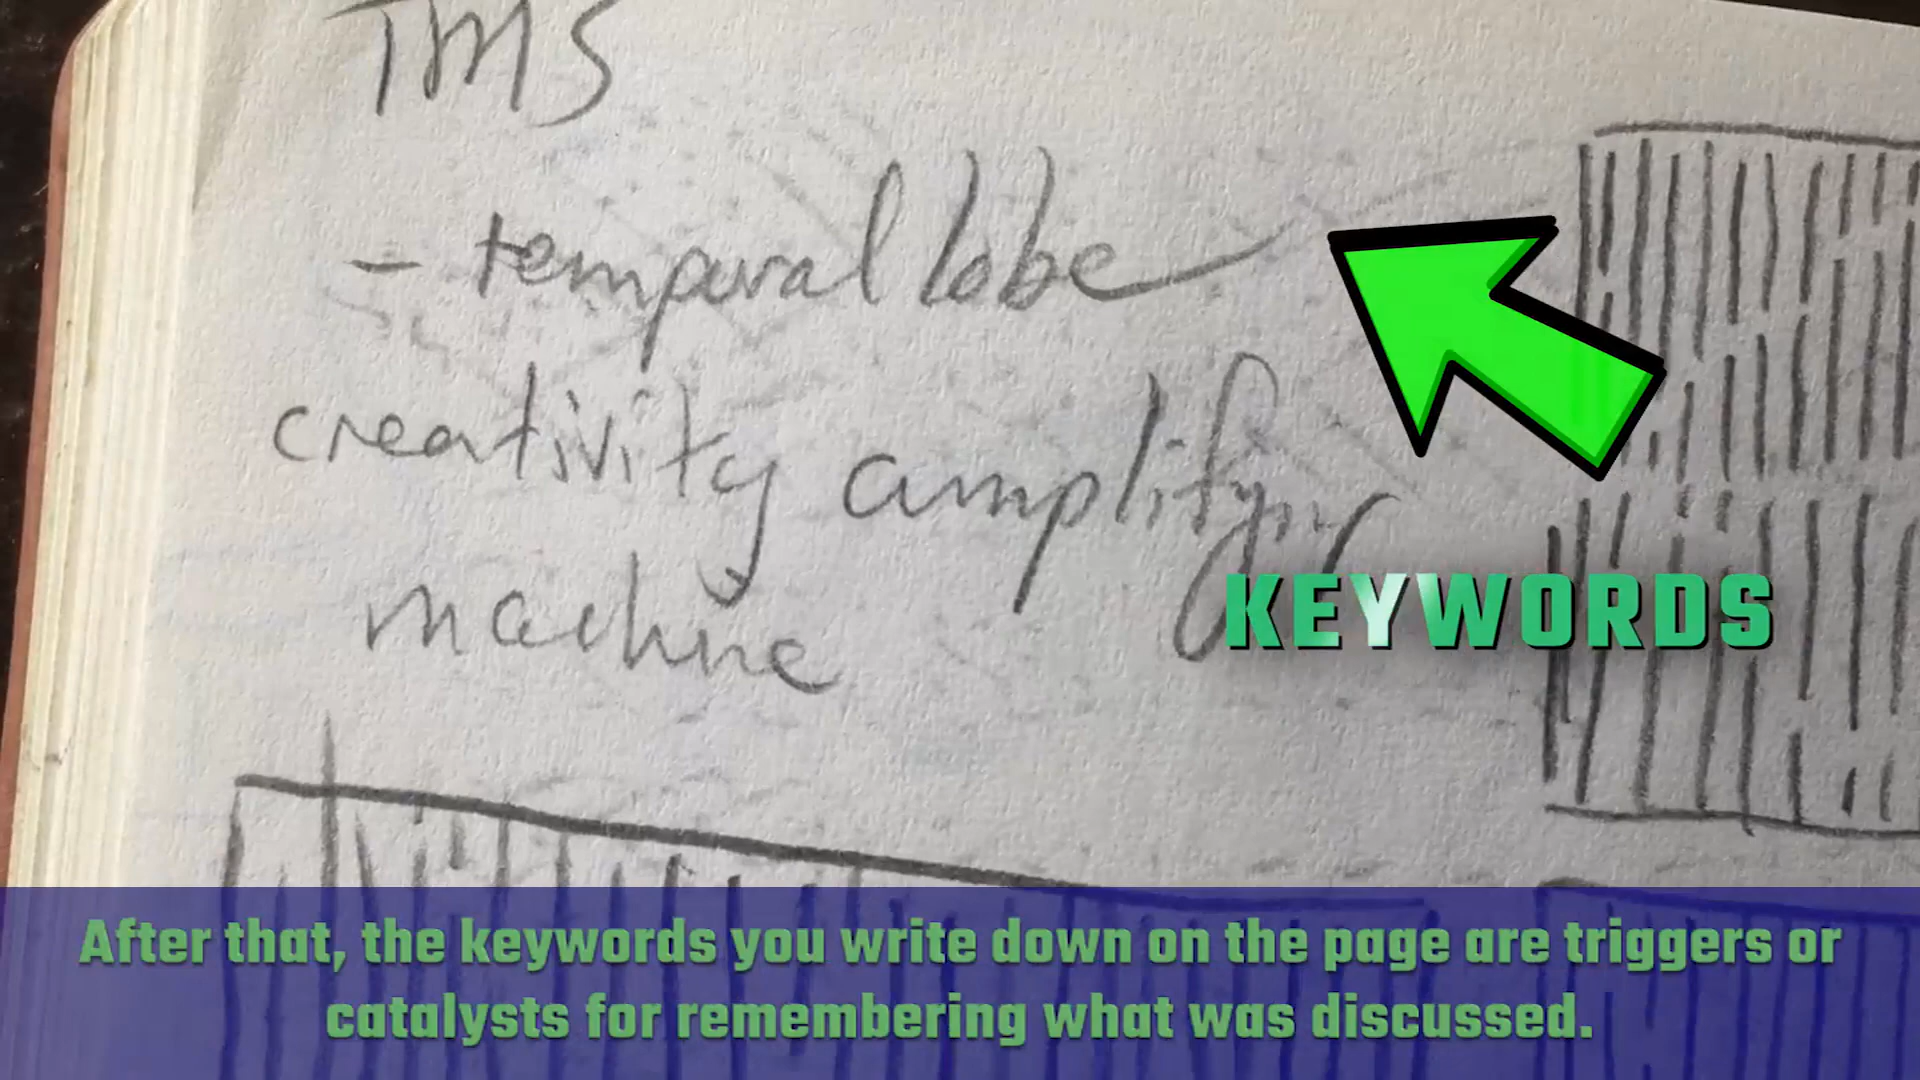 TMS
- temporal lobe
creativity amplifying
machine
KEYWORDS
After that, the keywords you write down on the page are triggers or
catalysts for remembering what was discussed.